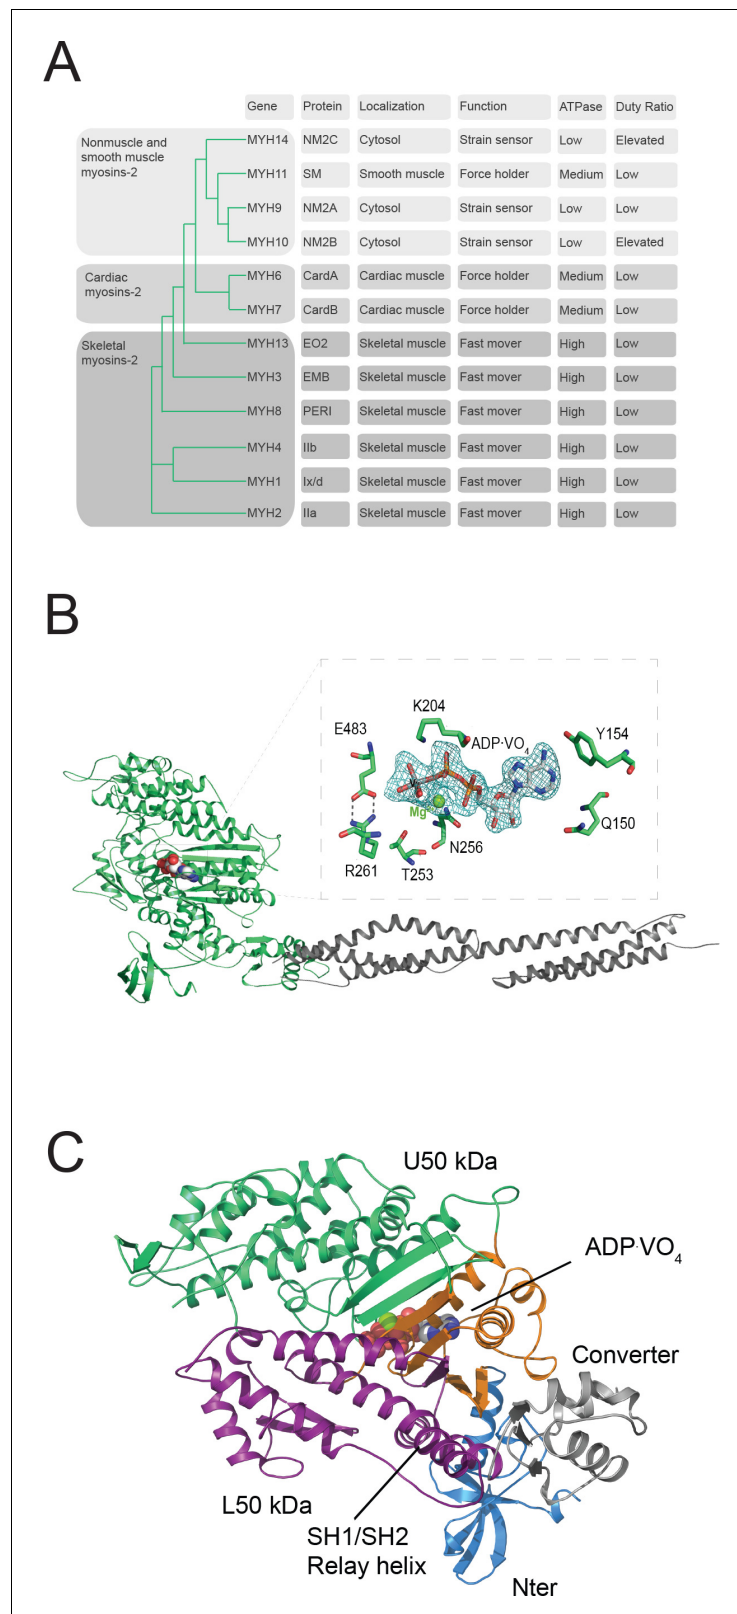 A
Gene Protein Localization Function ATPase Duty Ratio
Nonmuscle and
smooth muscle
myosins-2
MYH14 NM2C Cytosol Strain sensor Low Elevated
MYH11 SM Smooth muscle Force holder Medium Low
MYH9 NM2A Cytosol Strain sensor Low Low
MYH10 NM2B Cytosol Strain sensor Low Elevated
Cardiac
myosins-2
MYH6 CardA Cardiac muscle Force holder Medium Low
MYH7 CardB Cardiac muscle Force holder Medium Low
Skeletal
myosins-2
MYH13 EO2 Skeletal muscle Fast mover High Low
MYH3 EMB Skeletal muscle Fast mover High Low
MYH8 PERI Skeletal muscle Fast mover High Low
MYH4 IIb Skeletal muscle Fast mover High Low
MYH1 Ix/d Skeletal muscle Fast mover High Low
MYH2 IIa Skeletal muscle Fast mover High Low
B
K204
E483
ADP·VO4
Y154
V
Mg
Q150
N256
R261
T253
C
U50 kDa
ADP·VO4
Converter
L50 kDa
SH1/SH2
Relay helix
Nter